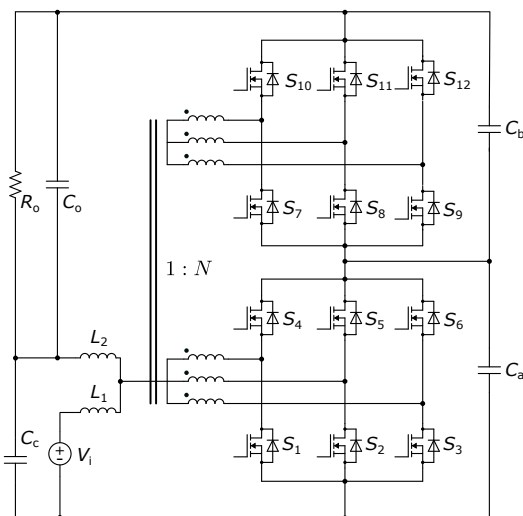 S10 S11 S12
Cb
Ro Co
S7 S8 S9
1 : N
S4 S5 S6
L2
Ca
L1
Cc
Vi
S1 S2 S3